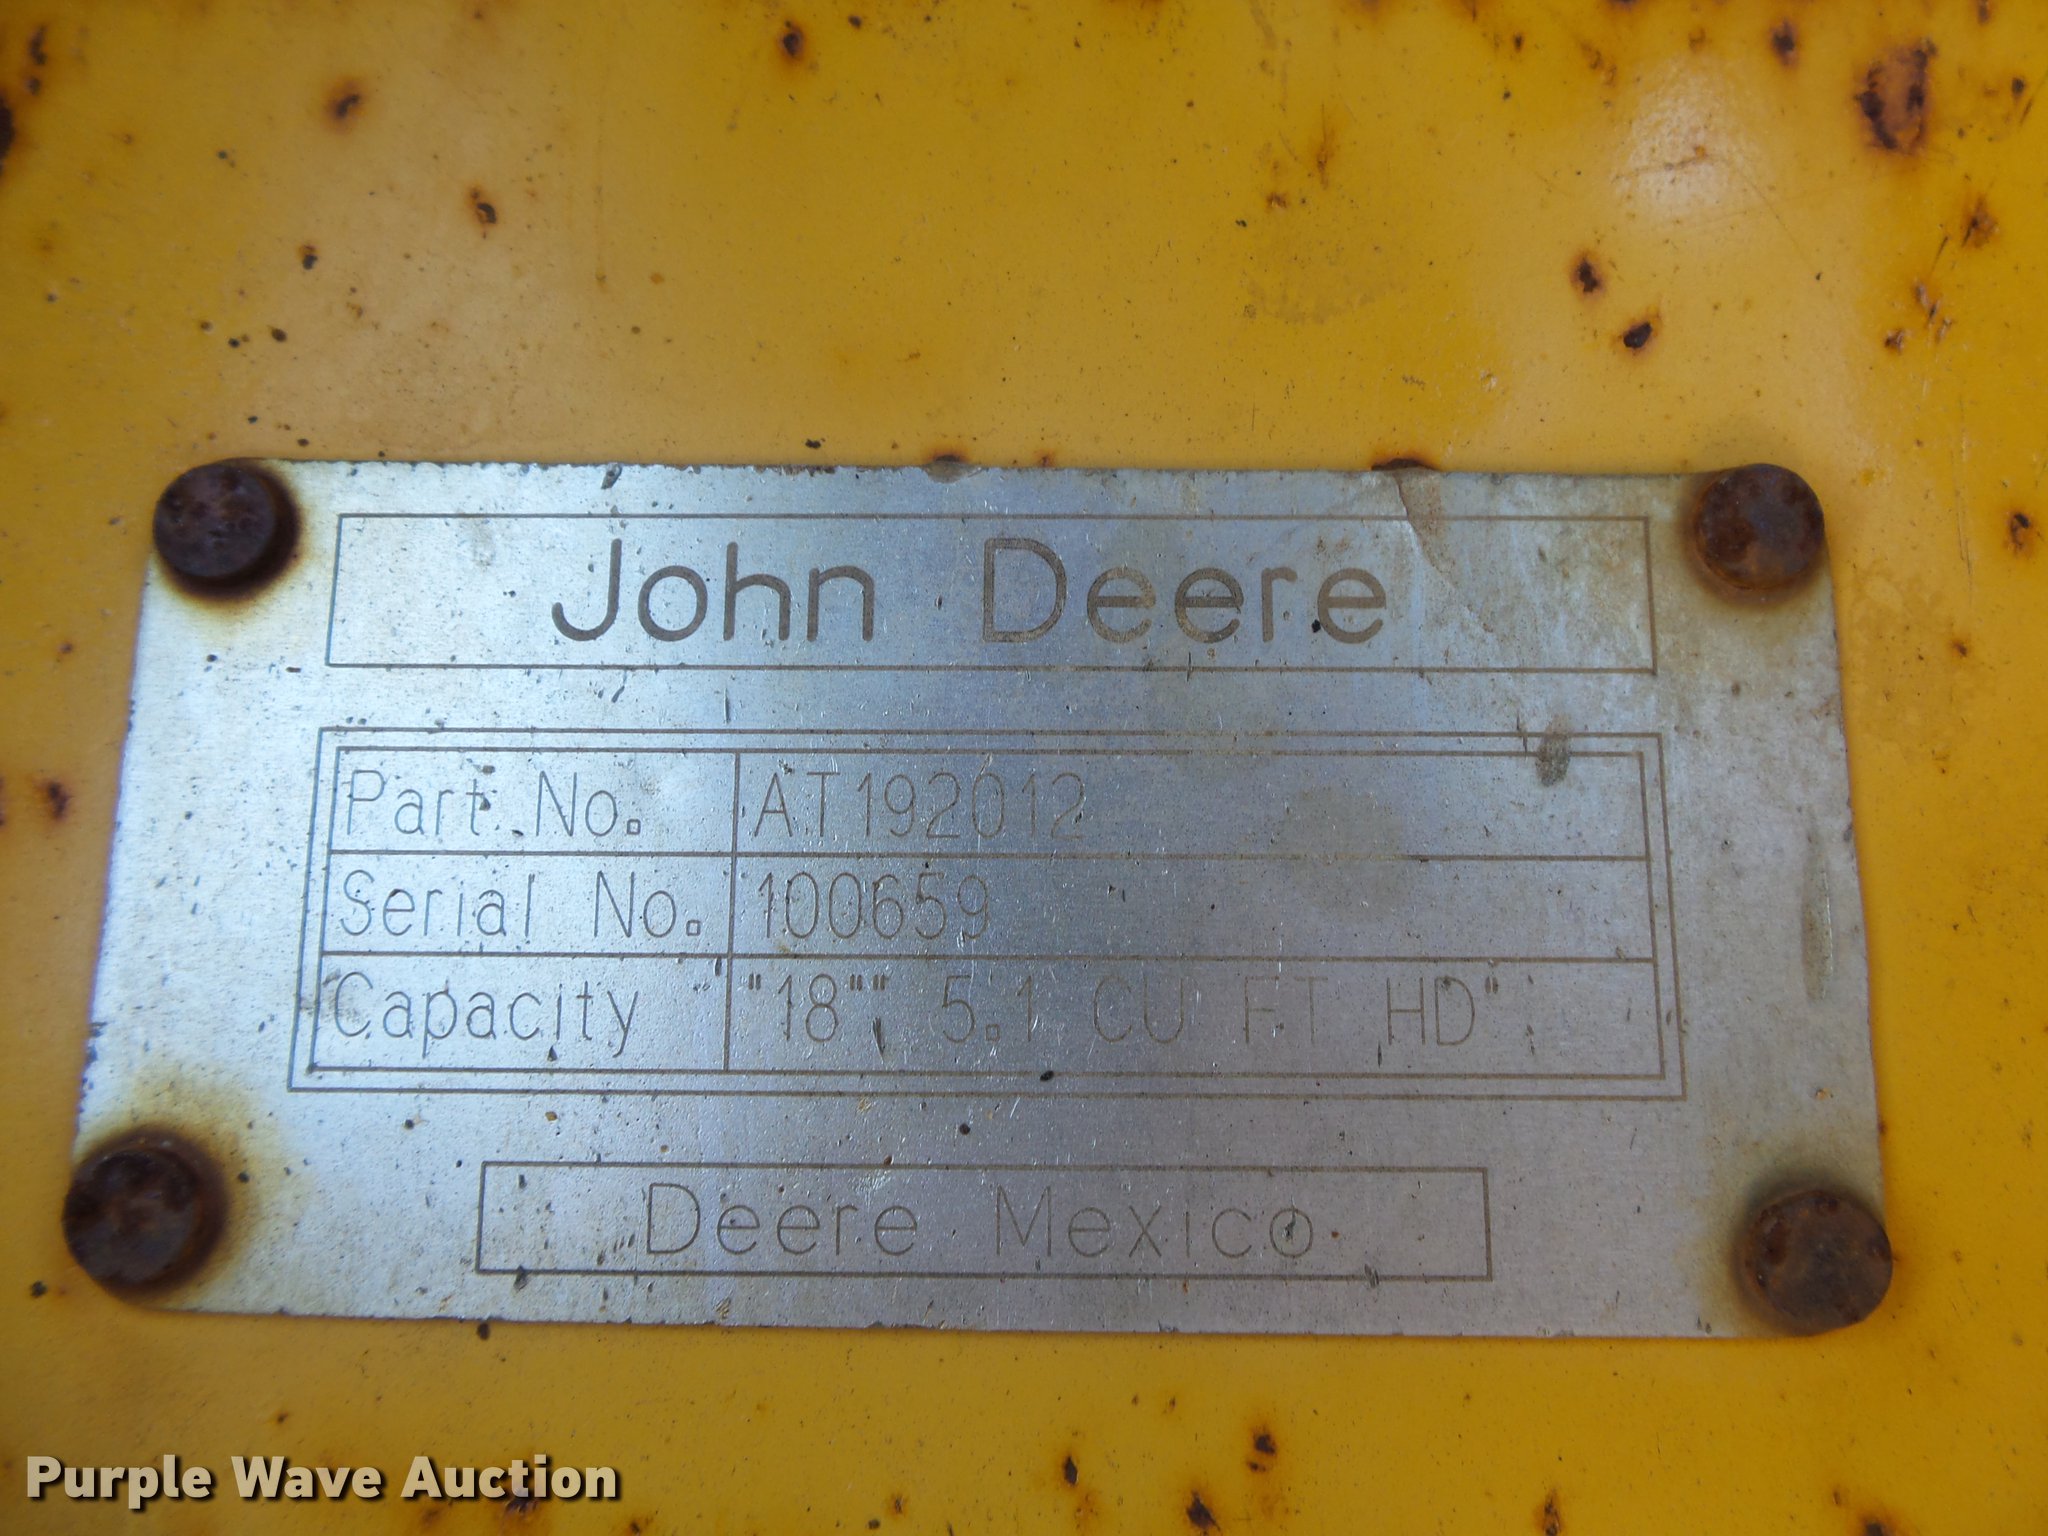 John Deere
Part No. AT192012
Serial No. 100659
Capacity "18"" 5.1 CU FT HD"
Deere Mexico
Purple Wave Auction